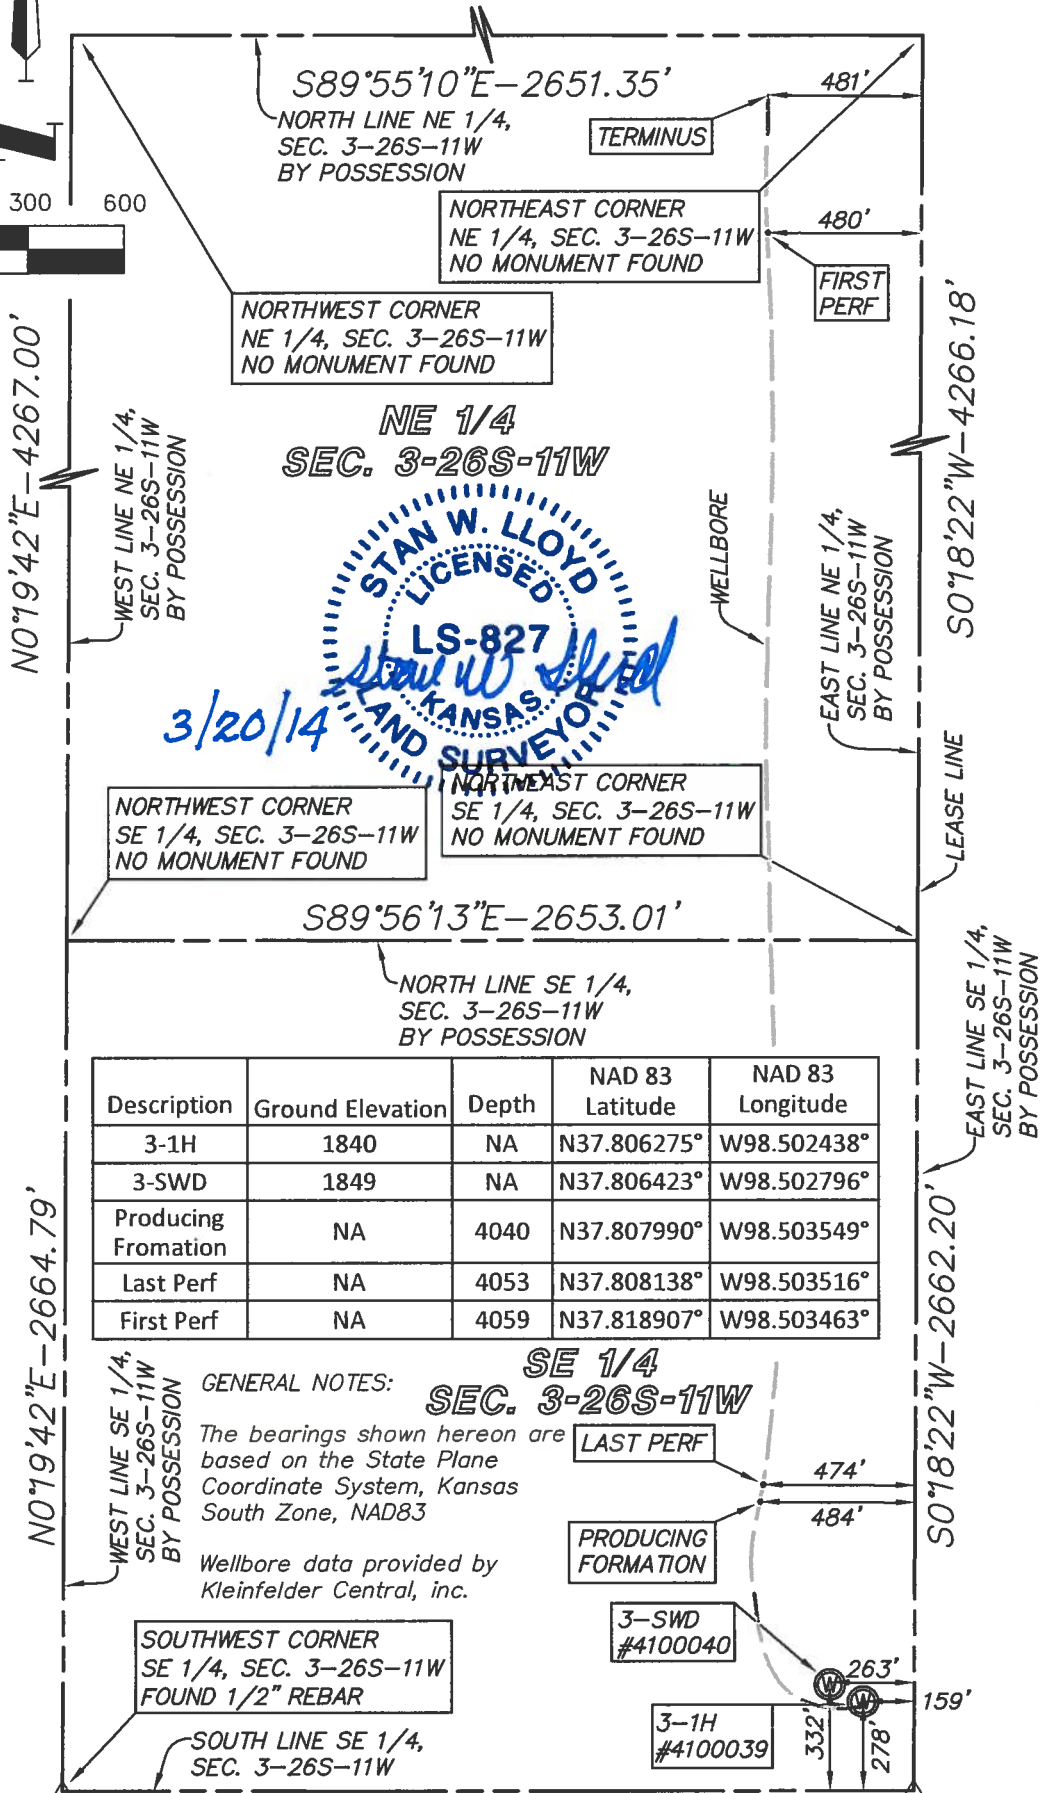 S89°55'10"E-2651.35'
NORTH LINE NE 1/4,
SEC. 3-26S-11W
BY POSSESSION
481'
TERMINUS
300 600
NORTHEAST CORNER
NE 1/4, SEC. 3-26S-11W
NO MONUMENT FOUND
480'
FIRST
PERF
NORTHWEST CORNER
NE 1/4, SEC. 3-26S-11W
NO MONUMENT FOUND
N0°19'42"E-4267.00'
WEST LINE NE 1/4,
SEC. 3-26S-11W
BY POSSESSION
NE 1/4
SEC. 3-26S-11W
S0°18'22"W-4266.18'
STAN W. LLOYD
LICENSED
LS-827
KANSAS
LAND SURVEYOR
3/20/14
WELLBORE
EAST LINE NE 1/4,
SEC. 3-26S-11W
BY POSSESSION
LEASE LINE
NORTHWEST CORNER
SE 1/4, SEC. 3-26S-11W
NO MONUMENT FOUND
NORTHEAST CORNER
SE 1/4, SEC. 3-26S-11W
NO MONUMENT FOUND
S89°56'13"E-2653.01'
NORTH LINE SE 1/4,
SEC. 3-26S-11W
BY POSSESSION
EAST LINE SE 1/4,
SEC. 3-26S-11W
BY POSSESSION
Description Ground Elevation Depth NAD 83 Latitude NAD 83 Longitude
3-1H 1840 NA N37.806275° W98.502438°
3-SWD 1849 NA N37.806423° W98.502796°
Producing Fromation NA 4040 N37.807990° W98.503549°
Last Perf NA 4053 N37.808138° W98.503516°
First Perf NA 4059 N37.818907° W98.503463°
N0°19'42"E-2664.79'
WEST LINE SE 1/4,
SEC. 3-26S-11W
BY POSSESSION
S0°18'22"W-2662.20'
SE 1/4
SEC. 3-26S-11W
GENERAL NOTES:
The bearings shown hereon are
based on the State Plane
Coordinate System, Kansas
South Zone, NAD83
Wellbore data provided by
Kleinfelder Central, inc.
LAST PERF
474'
484'
PRODUCING
FORMATION
3-SWD
#4100040
W
263'
W
159'
3-1H
#4100039
332'
278'
SOUTHWEST CORNER
SE 1/4, SEC. 3-26S-11W
FOUND 1/2" REBAR
SOUTH LINE SE 1/4,
SEC. 3-26S-11W